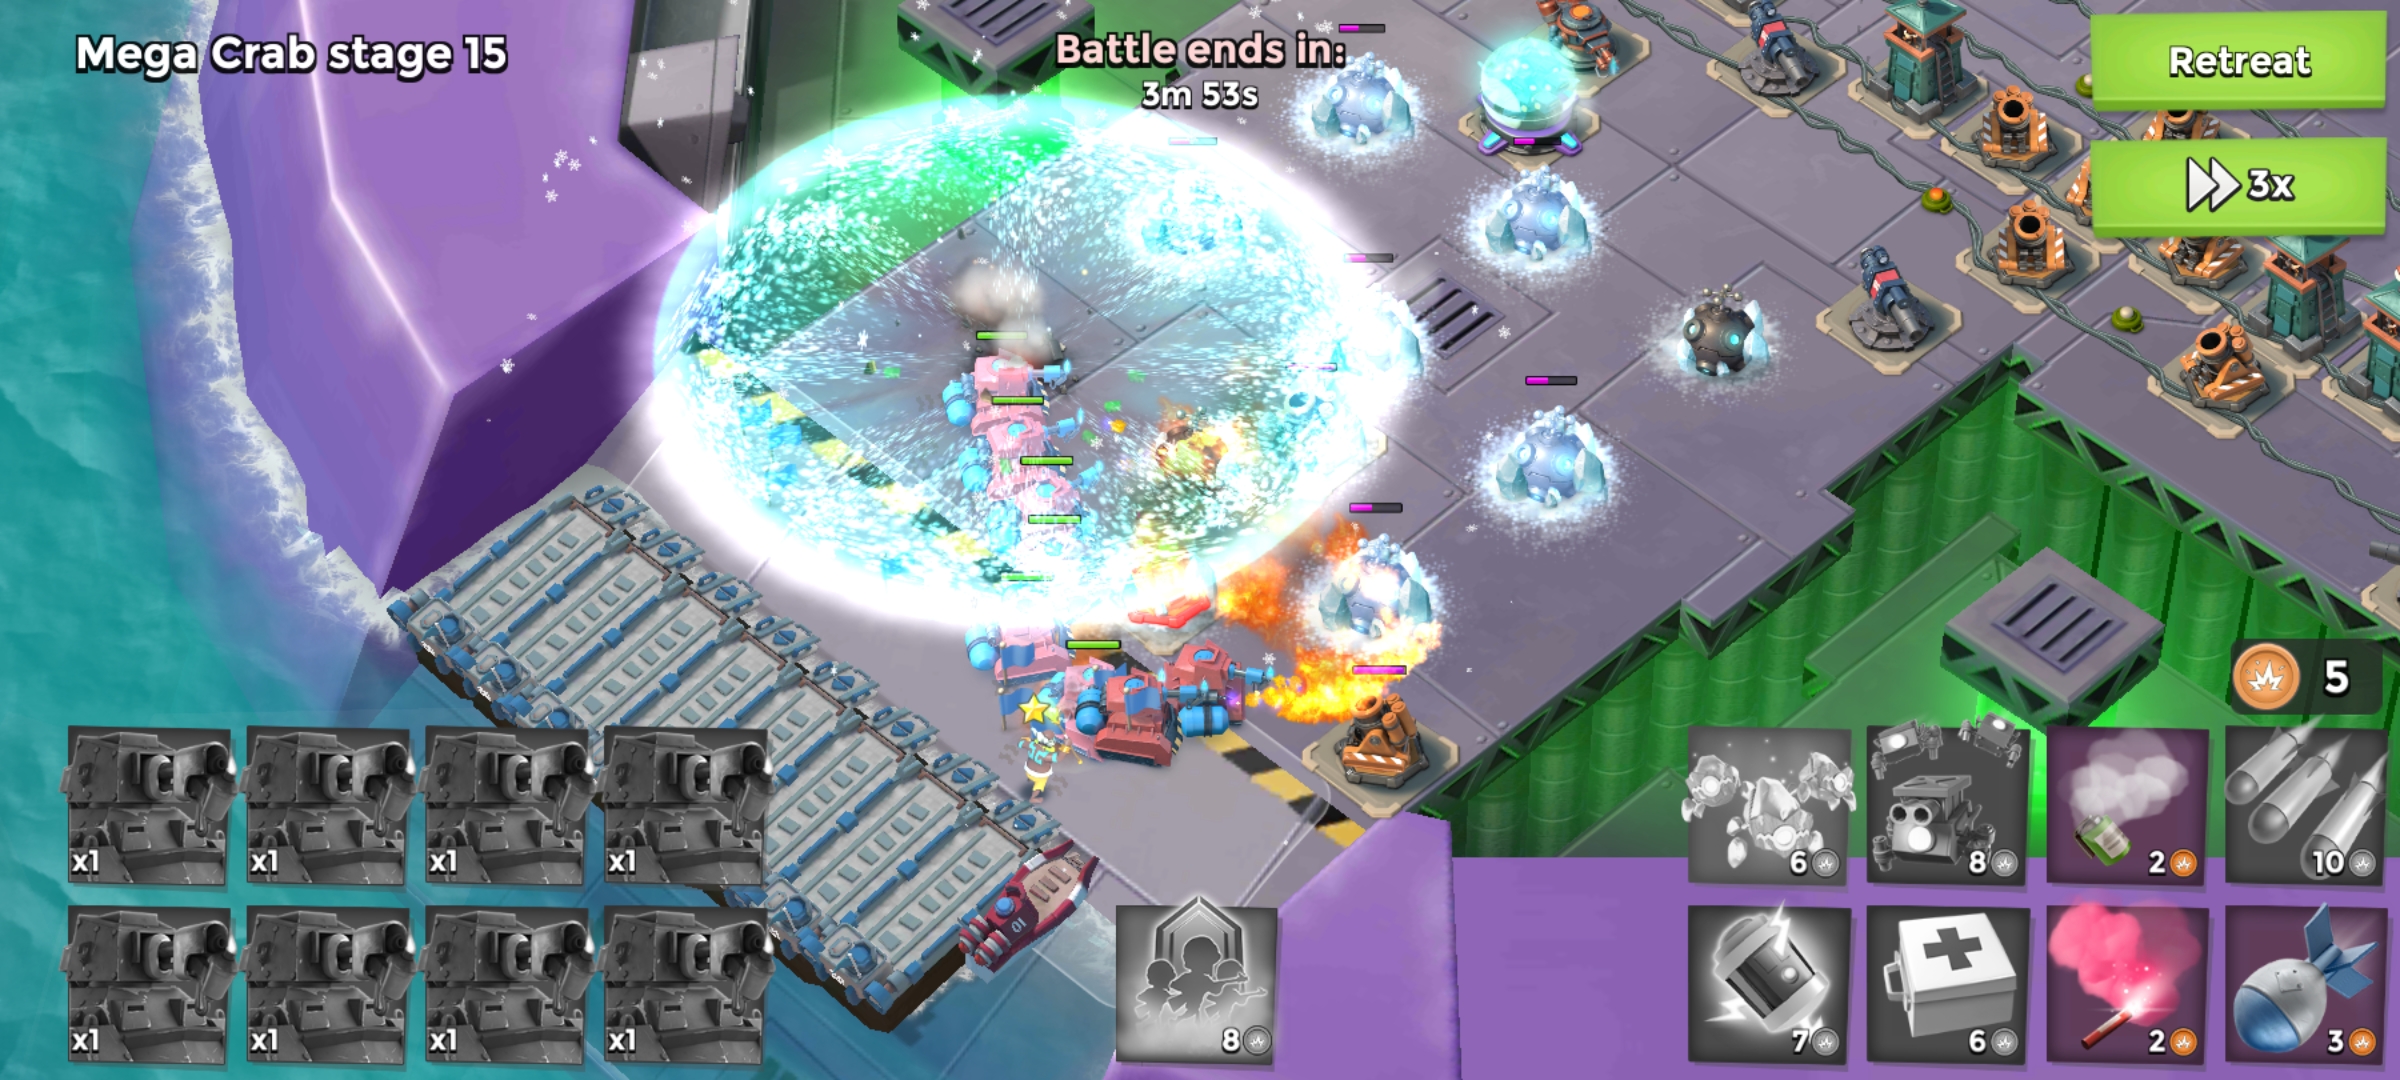 Mega Crab stage 15
Battle ends in:
3m 53s
Retreat
3x
5
x1
x1
x1
x1
6
8
2
10
x1
x1
x1
x1
8
7
6
2
3
01